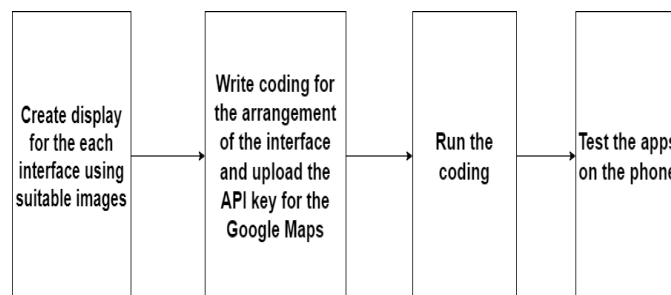 Create display
for the each
interface using
suitable images
Write coding for
the arrangement
of the interface
and upload the
API key for the
Google Maps
Run the
coding
Test the apps
on the phone